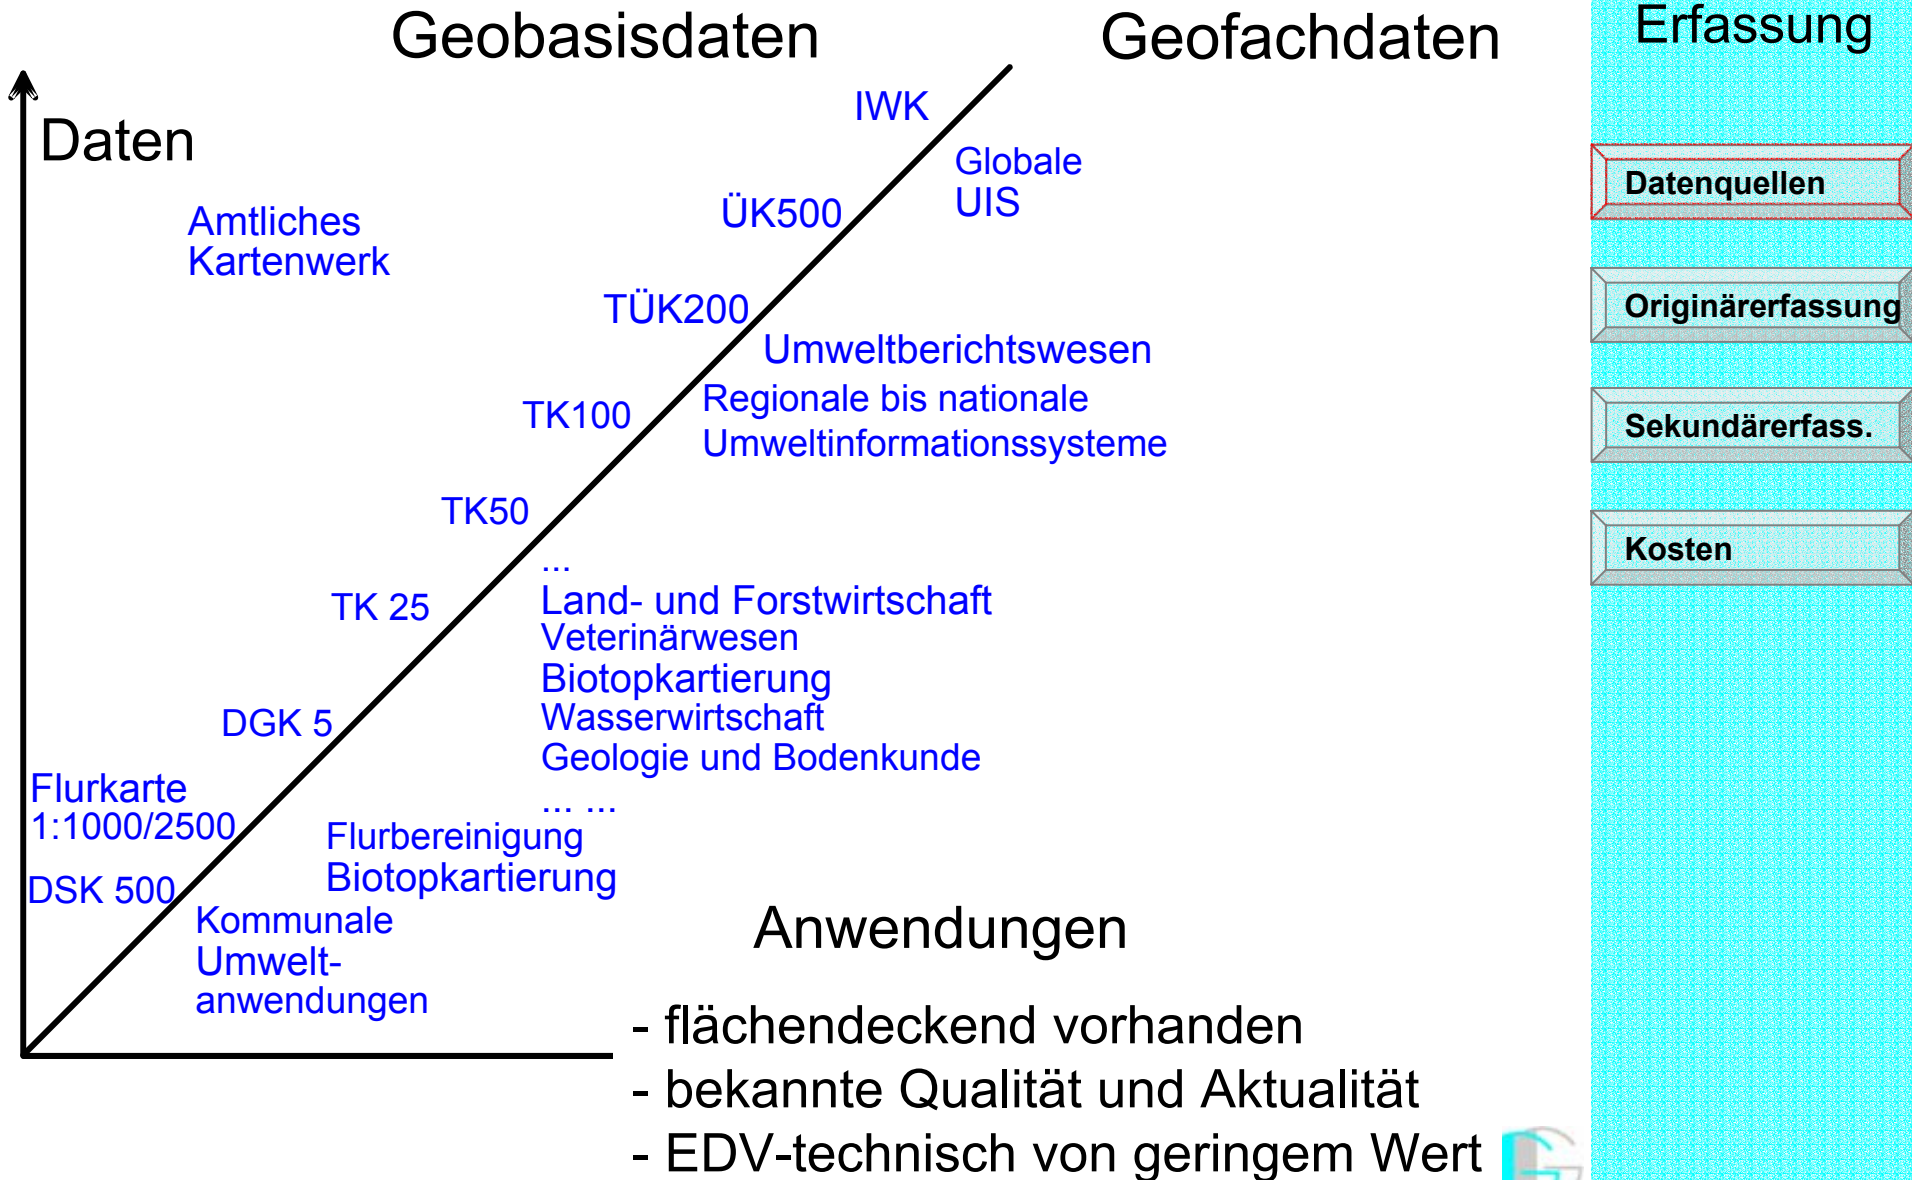 Geobasisdaten
Geofachdaten
Erfassung
Daten
Amtliches
Kartenwerk
IWK
ÜK500
TÜK200
TK100
TK50
TK 25
DGK 5
Flurkarte
1:1000/2500
DSK 500
Globale
UIS
Umweltberichtswesen
Regionale bis nationale
Umweltinformationssysteme
...
Land- und Forstwirtschaft
Veterinärwesen
Biotopkartierung
Wasserwirtschaft
Geologie und Bodenkunde
... ...
Flurbereinigung
Biotopkartierung
Kommunale
Umwelt-
anwendungen
Anwendungen
- flächendeckend vorhanden
- bekannte Qualität und Aktualität
- EDV-technisch von geringem Wert
Datenquellen
Originärerfassung
Sekundärerfass.
Kosten